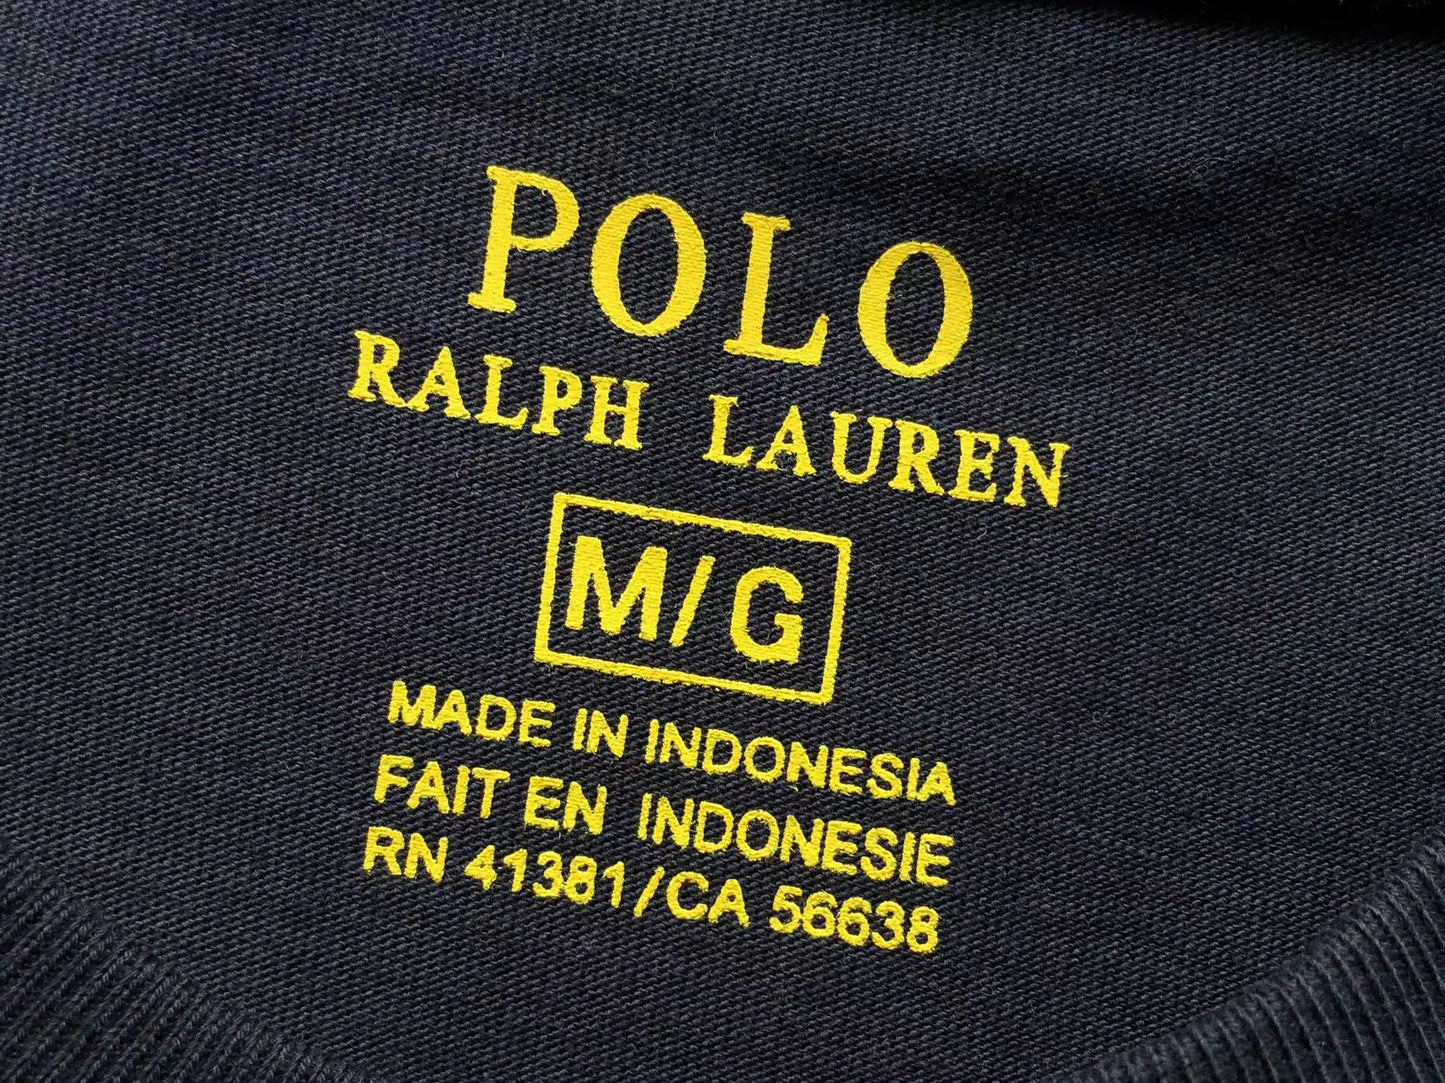 POLO
RALPH LAUREN
M/G
MADE IN INDONESIA
FAIT EN INDONESIE
RN 41381/CA 56638